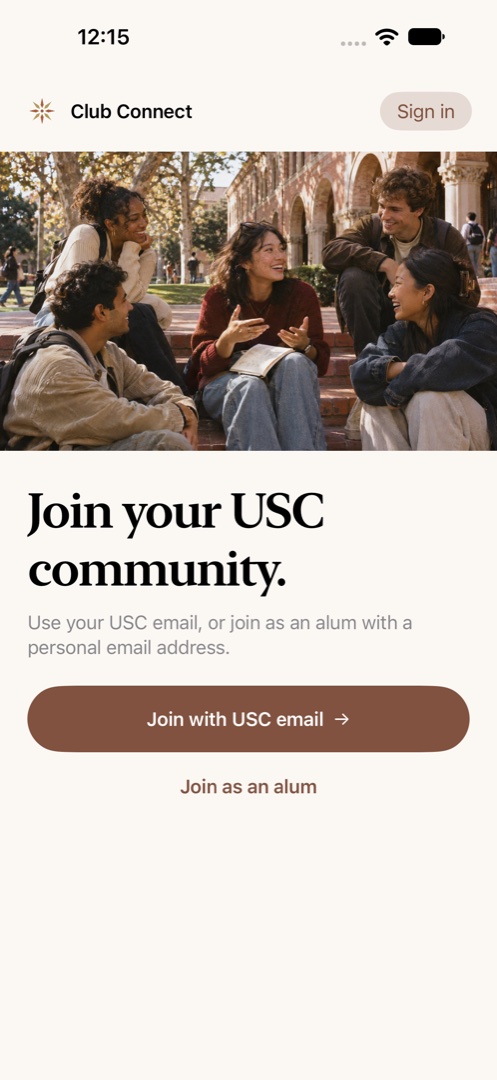 12:15
Club Connect
Sign in
Join your USC
community.
Use your USC email, or join as an alum with a
personal email address.
Join with USC email →
Join as an alum